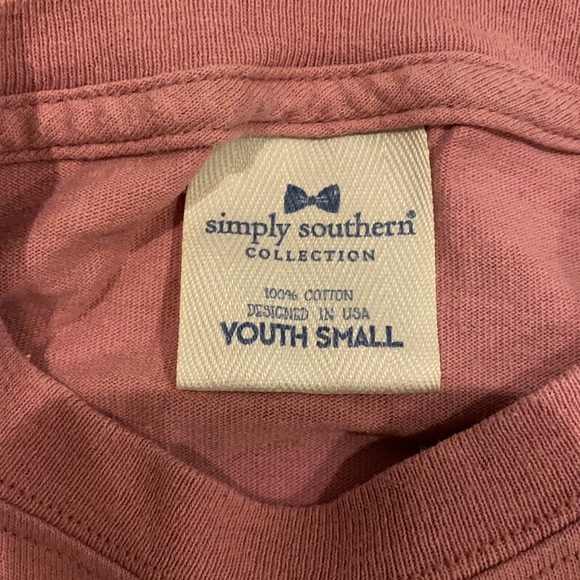 simply southern®
COLLECTION
100% COTTON
DESIGNED IN USA
YOUTH SMALL